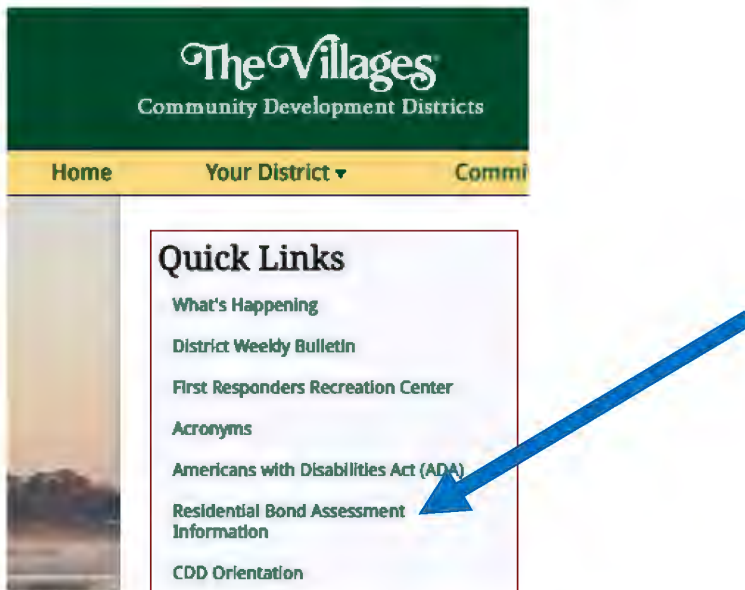 The Villages
Community Development Districts
Home Your District ▾ Commi
Quick Links
What's Happening
District Weekly Bulletin
First Responders Recreation Center
Acronyms
Americans with Disabilities Act (ADA)
Residential Bond Assessment
Information
CDD Orientation